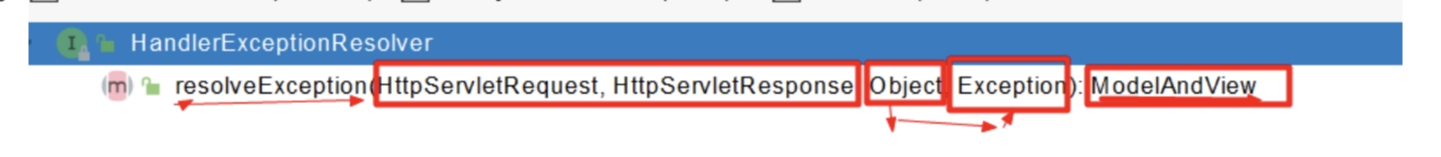 HandlerExceptionResolver
resolveException(HttpServletRequest, HttpServletResponse, Object, Exception): ModelAndView